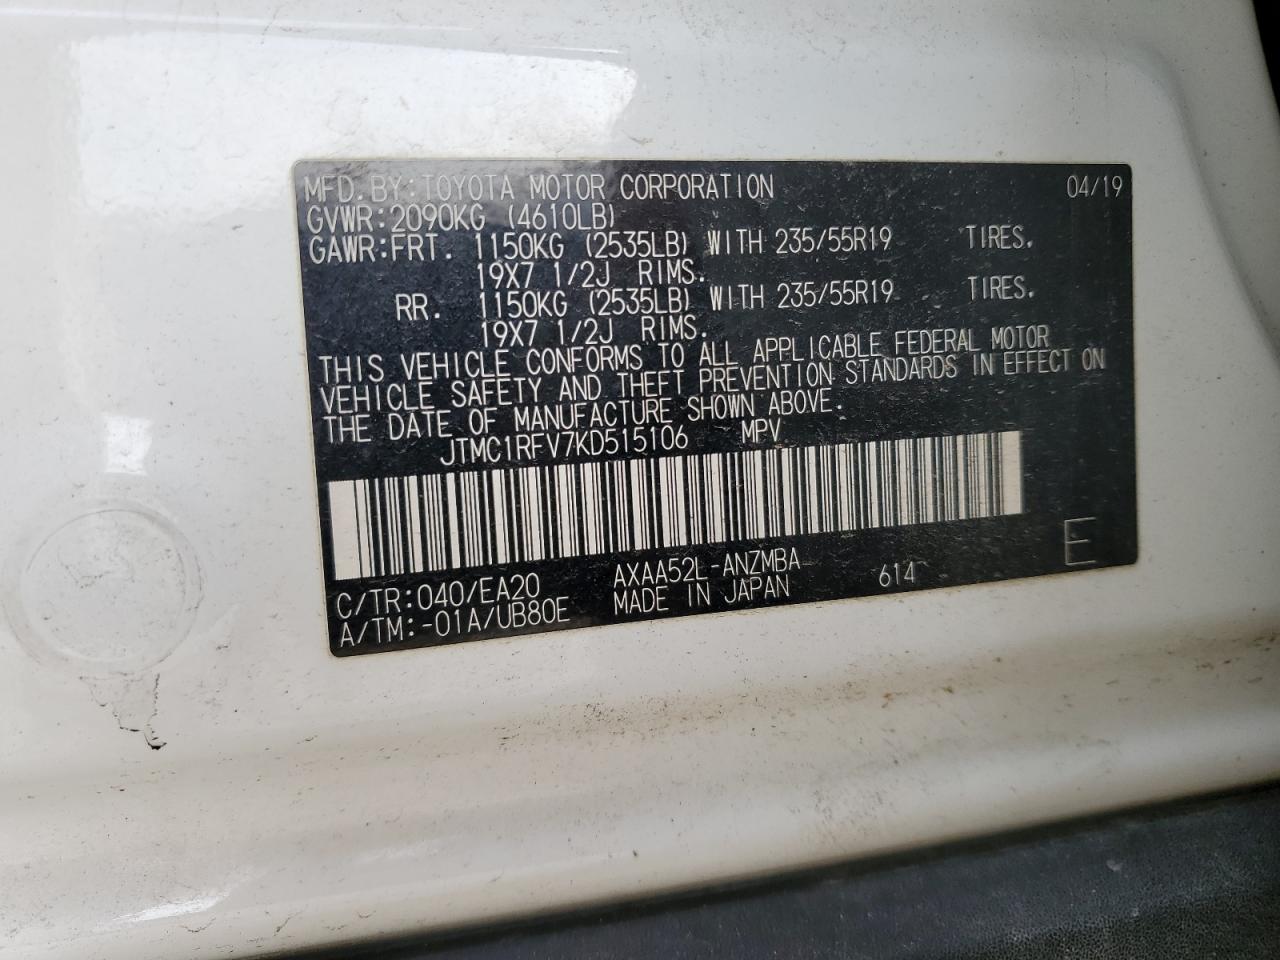 MFD. BY: TOYOTA MOTOR CORPORATION 04/19
GVWR: 2090KG (4610LB)
GAWR: FRT. 1150KG (2535LB) WITH 235/55R19 TIRES.
19X7 1/2J RIMS.
RR. 1150KG (2535LB) WITH 235/55R19 TIRES.
19X7 1/2J RIMS.
THIS VEHICLE CONFORMS TO ALL APPLICABLE FEDERAL MOTOR
VEHICLE SAFETY AND THEFT PREVENTION STANDARDS IN EFFECT ON
THE DATE OF MANUFACTURE SHOWN ABOVE.
JTMC1RFV7KD515106 MPV
C/TR: 040/EA20 AXAA52L-ANZMBA 614 E
A/TM: -01A/UB80E MADE IN JAPAN